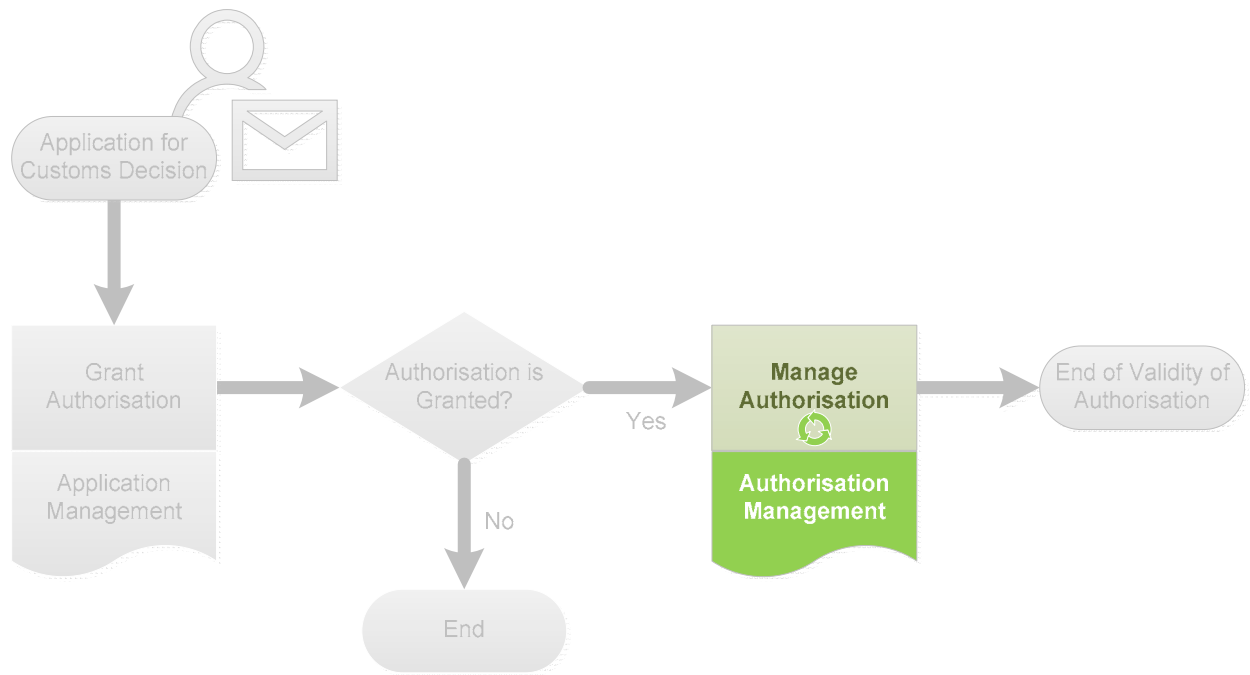 Application for
Customs Decision
Grant
Authorisation
Application
Management
Authorisation is
Granted?
Yes
No
End
Manage
Authorisation
Authorisation
Management
End of Validity of
Authorisation